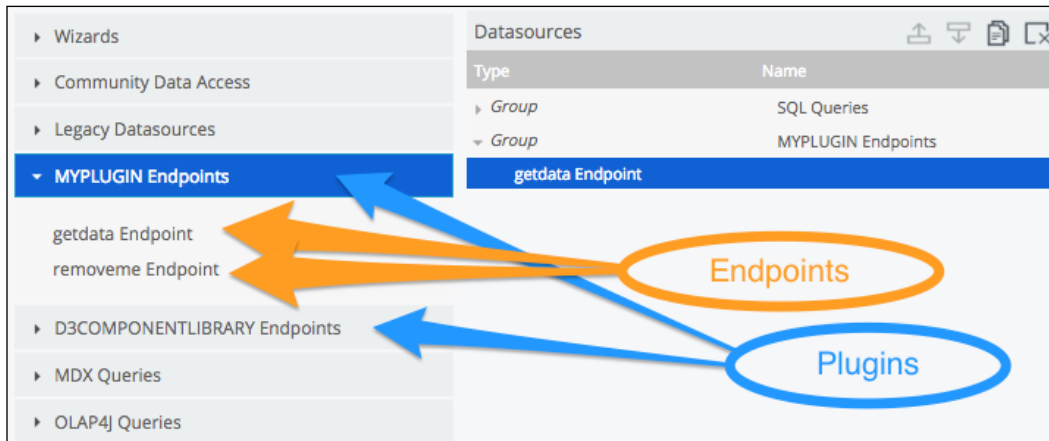 Wizards
Community Data Access
Legacy Datasources
MYPLUGIN Endpoints
getdata Endpoint
removeme Endpoint
D3COMPONENTLIBRARY Endpoints
MDX Queries
OLAP4J Queries
Datasources
Type Name
Group SQL Queries
Group MYPLUGIN Endpoints
getdata Endpoint
Endpoints
Plugins